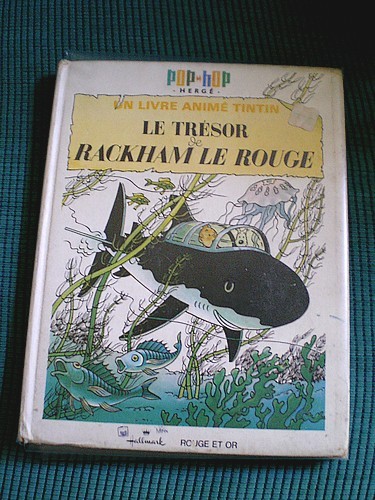 POP-HOP
- HERGÉ -
UN LIVRE ANIMÉ TINTIN
LE TRÉSOR
de
RACKHAM LE ROUGE
Hallmark ROUGE ET OR